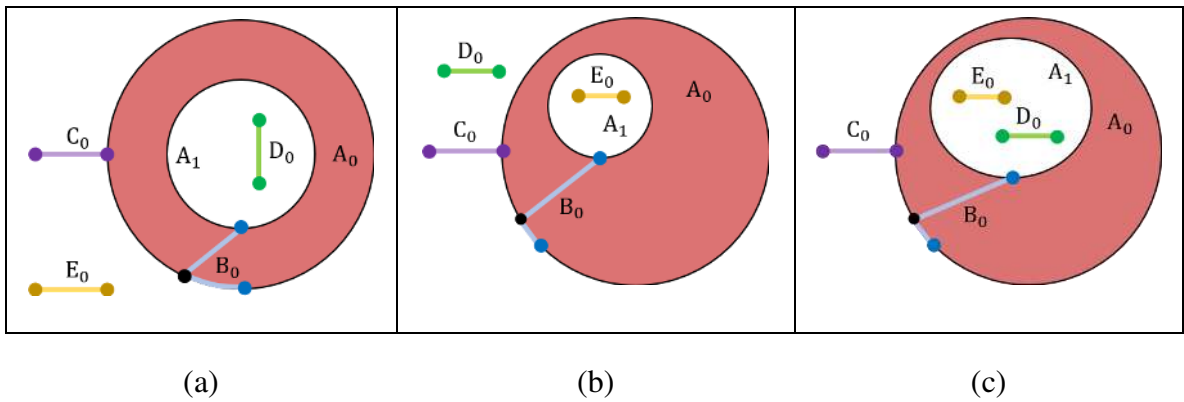 C₀
A₁
D₀
A₀
E₀
B₀
D₀
E₀
A₀
C₀
A₁
B₀
E₀
A₁
D₀
C₀
A₀
B₀
(a)
(b)
(c)